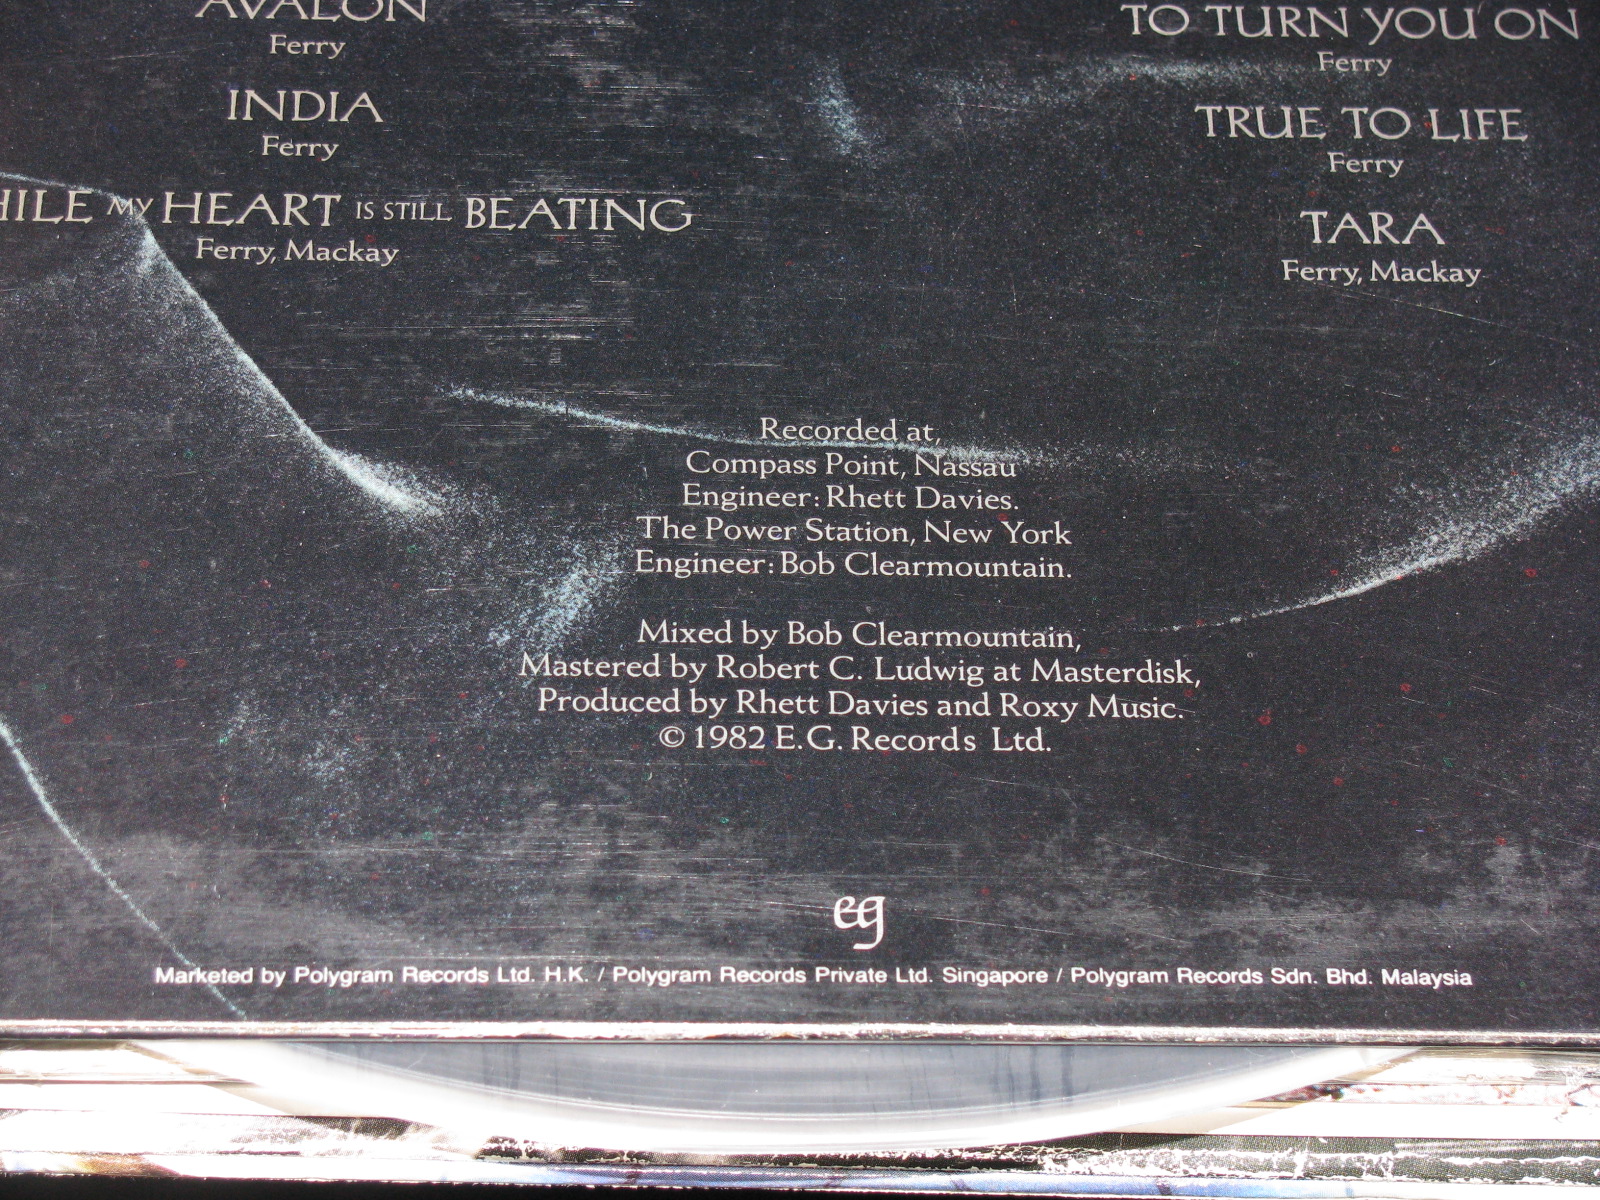 AVALON
Ferry
INDIA
Ferry
MY HEART IS STILL BEATING
Ferry, Mackay
TO TURN YOU ON
Ferry
TRUE TO LIFE
Ferry
TARA
Ferry, Mackay
Recorded at,
Compass Point, Nassau
Engineer: Rhett Davies.
The Power Station, New York
Engineer: Bob Clearmountain.
Mixed by Bob Clearmountain,
Mastered by Robert C. Ludwig at Masterdisk,
Produced by Rhett Davies and Roxy Music.
© 1982 E.G. Records Ltd.
eg
Marketed by Polygram Records Ltd. H.K. / Polygram Records Private Ltd. Singapore / Polygram Records Sdn. Bhd. Malaysia